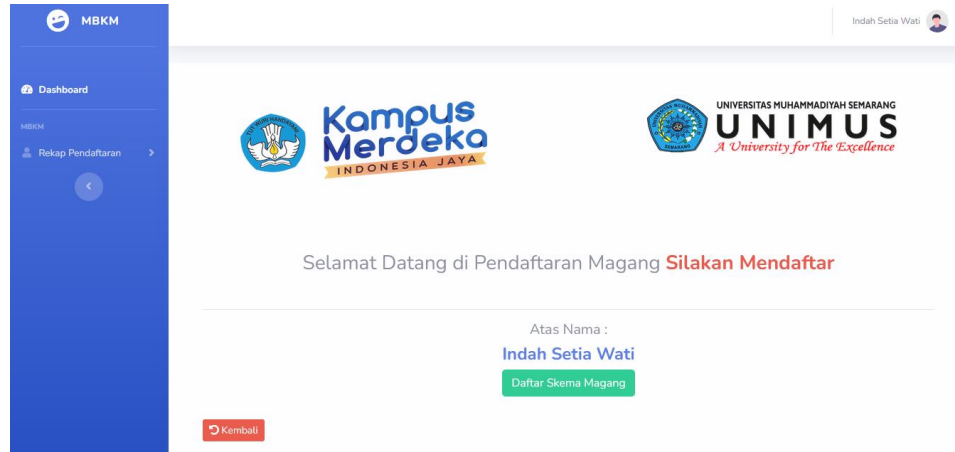 MBKM
Indah Setia Wati
Dashboard
MBKM
Rekap Pendaftaran
Kampus
Merdeka
INDONESIA JAYA
UNIVERSITAS MUHAMMADIYAH SEMARANG
UNIMUS
A University for The Excellence
Selamat Datang di Pendaftaran Magang Silakan Mendaftar
Atas Nama :
Indah Setia Wati
Daftar Skema Magang
Kembali